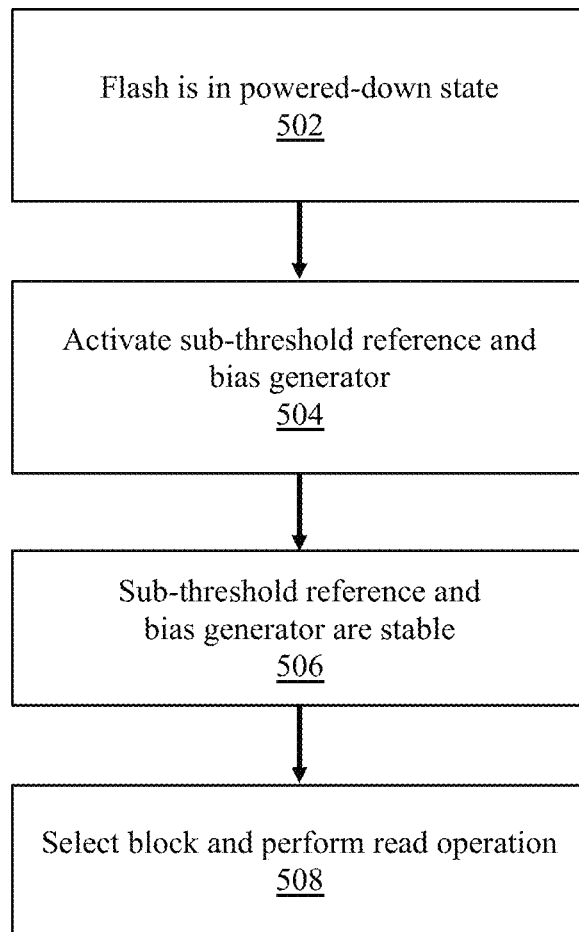 Flash is in powered-down state
502
Activate sub-threshold reference and
bias generator
504
Sub-threshold reference and
bias generator are stable
506
Select block and perform read operation
508